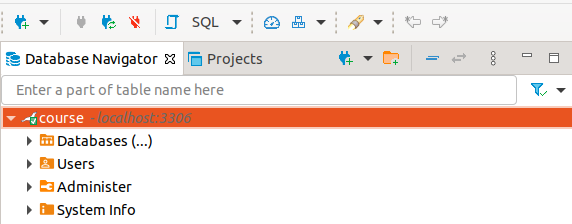 SQL
Database Navigator Projects
Enter a part of table name here
course - localhost:3306
Databases (...)
Users
Administer
System Info